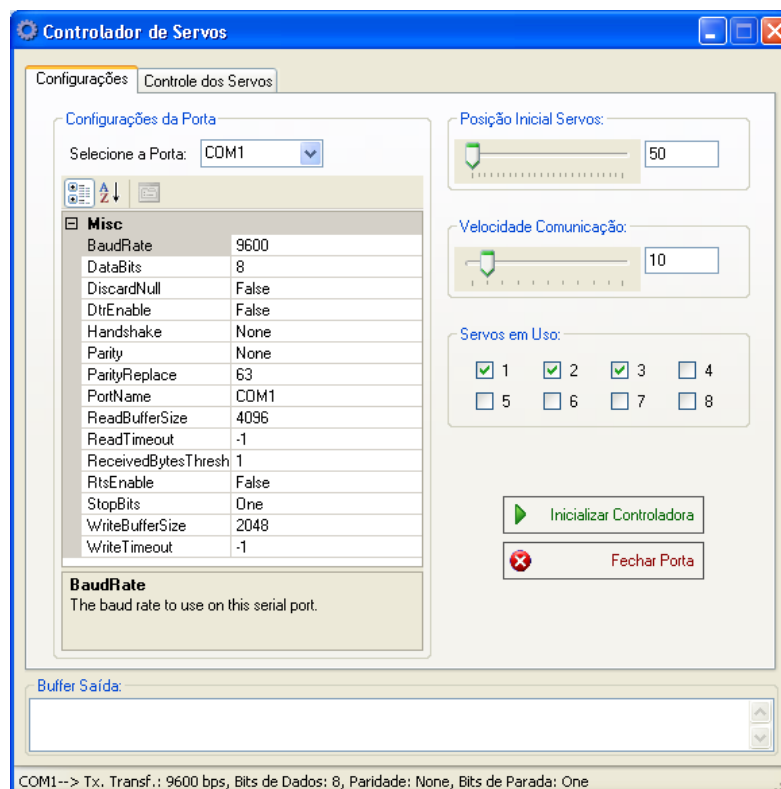 Controlador de Servos
Configurações
Controle dos Servos
Configurações da Porta
Selecione a Porta: COM1
Misc
BaudRate 9600
DataBits 8
DiscardNull False
DtrEnable False
Handshake None
Parity None
ParityReplace 63
PortName COM1
ReadBufferSize 4096
ReadTimeout -1
ReceivedBytesThresh 1
RtsEnable False
StopBits One
WriteBufferSize 2048
WriteTimeout -1
BaudRate
The baud rate to use on this serial port.
Posição Inicial Servos:
50
Velocidade Comunicação:
10
Servos em Uso:
1 2 3 4
5 6 7 8
Inicializar Controladora
Fechar Porta
Buffer Saída:
COM1--> Tx. Transf.: 9600 bps, Bits de Dados: 8, Paridade: None, Bits de Parada: One